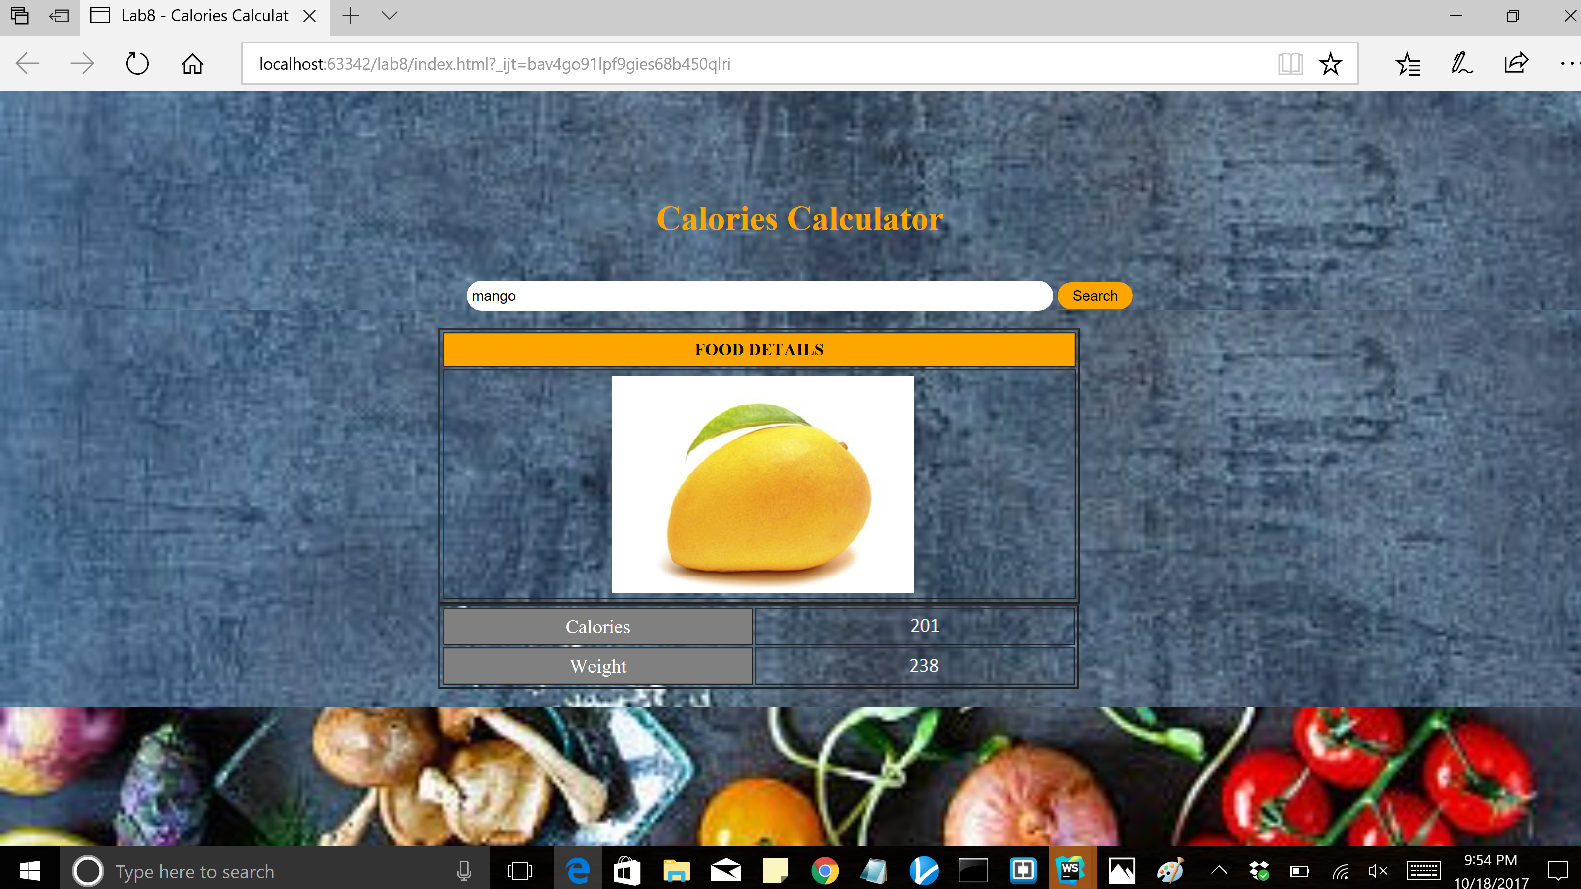 Lab8 - Calories Calculat
localhost:63342/lab8/index.html?_ijt=bav4go91lpf9gies68b450qlri
Calories Calculator
mango
Search
FOOD DETAILS
Calories 201
Weight 238
Type here to search
WS
9:54 PM
10/18/2017